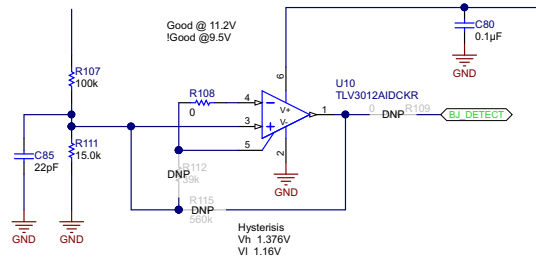 Good @ 11.2V
!Good @9.5V
C80
0.1µF
GND
R107
100k
R108
0
U10
TLV3012AIDCKR
6
4
3
5
1
2
V+
V-
0
DNP
R109
BJ_DETECT
C85
22pF
R111
15.0k
R112
DNP
39k
R115
DNP
560k
GND
GND
GND
Hysterisis
Vh 1.376V
Vl 1.16V